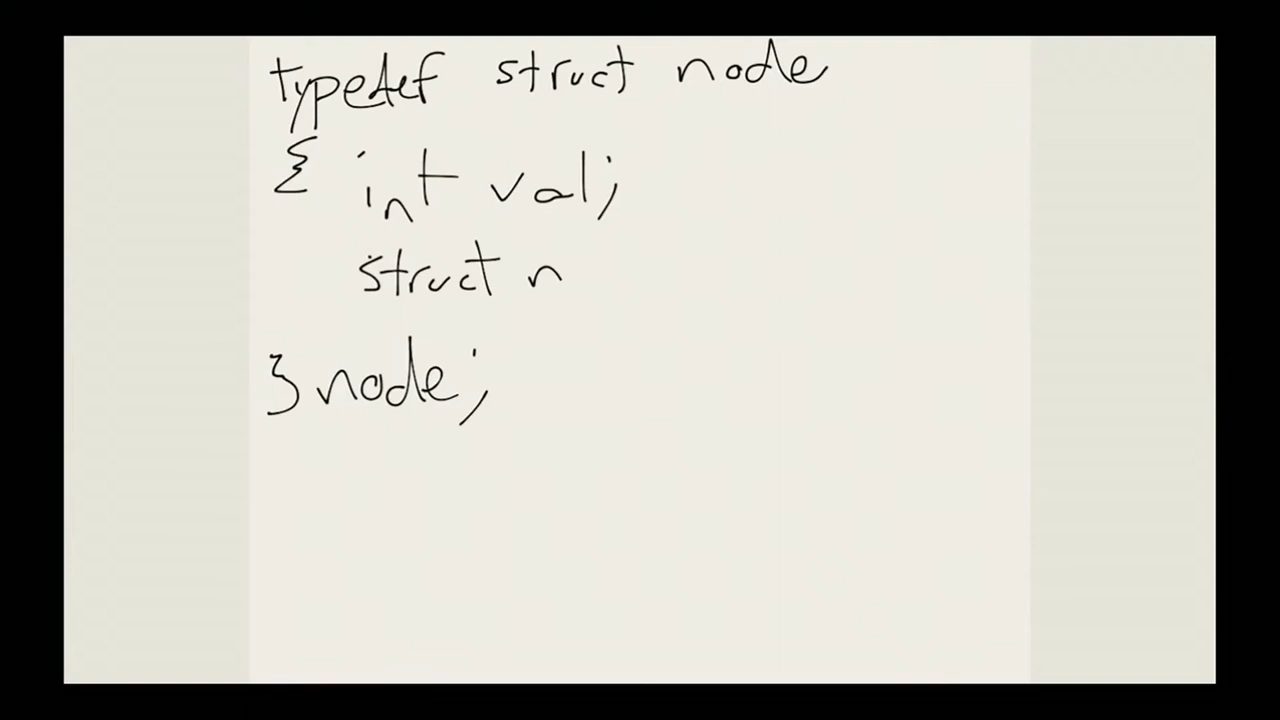 typedef struct node
{ int val;
struct n
} node;